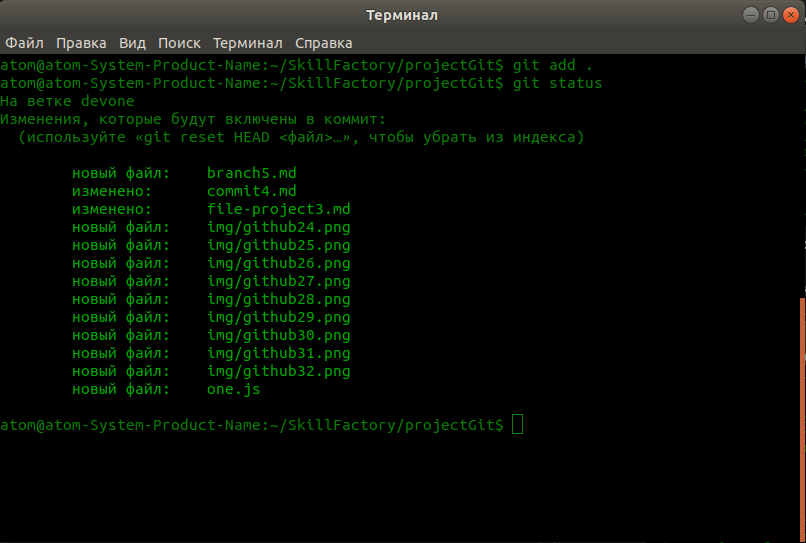 Терминал
Файл Правка Вид Поиск Терминал Справка
atom@atom-System-Product-Name:~/SkillFactory/projectGit$ git add .
atom@atom-System-Product-Name:~/SkillFactory/projectGit$ git status
На ветке devone
Изменения, которые будут включены в коммит:
(используйте «git reset HEAD <файл>…», чтобы убрать из индекса)
новый файл: branch5.md
изменено: commit4.md
изменено: file-project3.md
новый файл: img/github24.png
новый файл: img/github25.png
новый файл: img/github26.png
новый файл: img/github27.png
новый файл: img/github28.png
новый файл: img/github29.png
новый файл: img/github30.png
новый файл: img/github31.png
новый файл: img/github32.png
новый файл: one.js
atom@atom-System-Product-Name:~/SkillFactory/projectGit$